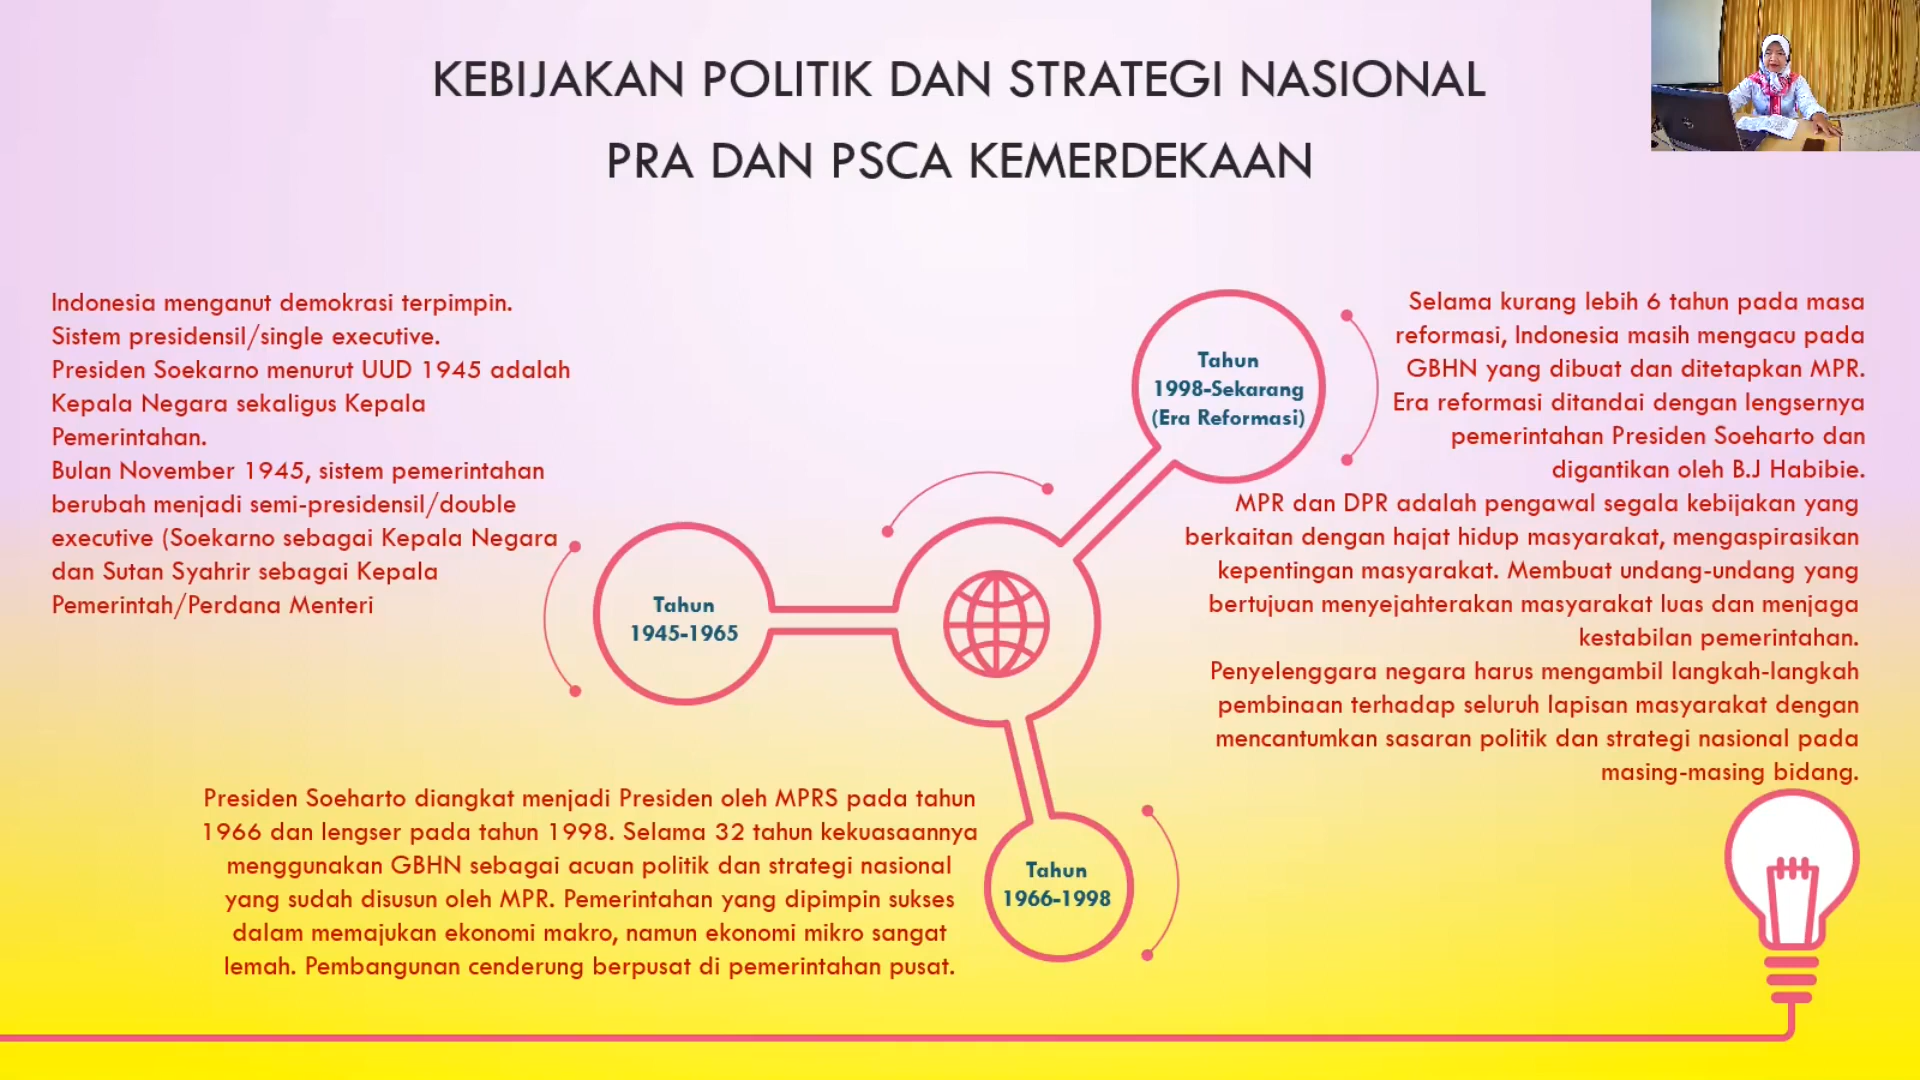 KEBIJAKAN POLITIK DAN STRATEGI NASIONAL
PRA DAN PSCA KEMERDEKAAN
Indonesia menganut demokrasi terpimpin.
Sistem presidensil/single executive.
Presiden Soekarno menurut UUD 1945 adalah
Kepala Negara sekaligus Kepala
Pemerintahan.
Bulan November 1945, sistem pemerintahan
berubah menjadi semi-presidensil/double
executive (Soekarno sebagai Kepala Negara
dan Sutan Syahrir sebagai Kepala
Pemerintah/Perdana Menteri
Tahun
1945-1965
Presiden Soeharto diangkat menjadi Presiden oleh MPRS pada tahun
1966 dan lengser pada tahun 1998. Selama 32 tahun kekuasaannya
menggunakan GBHN sebagai acuan politik dan strategi nasional
yang sudah disusun oleh MPR. Pemerintahan yang dipimpin sukses
dalam memajukan ekonomi makro, namun ekonomi mikro sangat
lemah. Pembangunan cenderung berpusat di pemerintahan pusat.
Tahun
1966-1998
Tahun
1998-Sekarang
(Era Reformasi)
Selama kurang lebih 6 tahun pada masa
reformasi, Indonesia masih mengacu pada
GBHN yang dibuat dan ditetapkan MPR.
Era reformasi ditandai dengan lengsernya
pemerintahan Presiden Soeharto dan
digantikan oleh B.J Habibie.
MPR dan DPR adalah pengawal segala kebijakan yang
berkaitan dengan hajat hidup masyarakat, mengaspirasikan
kepentingan masyarakat. Membuat undang-undang yang
bertujuan menyejahterakan masyarakat luas dan menjaga
kestabilan pemerintahan.
Penyelenggara negara harus mengambil langkah-langkah
pembinaan terhadap seluruh lapisan masyarakat dengan
mencantumkan sasaran politik dan strategi nasional pada
masing-masing bidang.